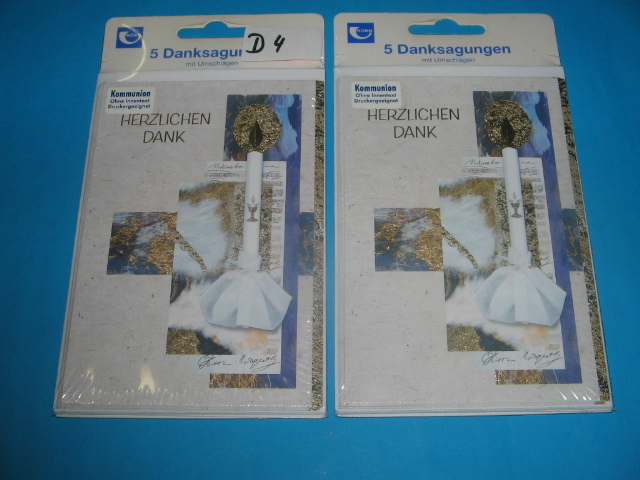 5 Danksagun
D 4
mit Umschlägen
Kommunion
Ohne Innentext
Druckergeeignet
HERZLICHEN
DANK
5 Danksagungen
mit Umschlägen
Kommunion
Ohne Innentext
Druckergeeignet
HERZLICHEN
DANK